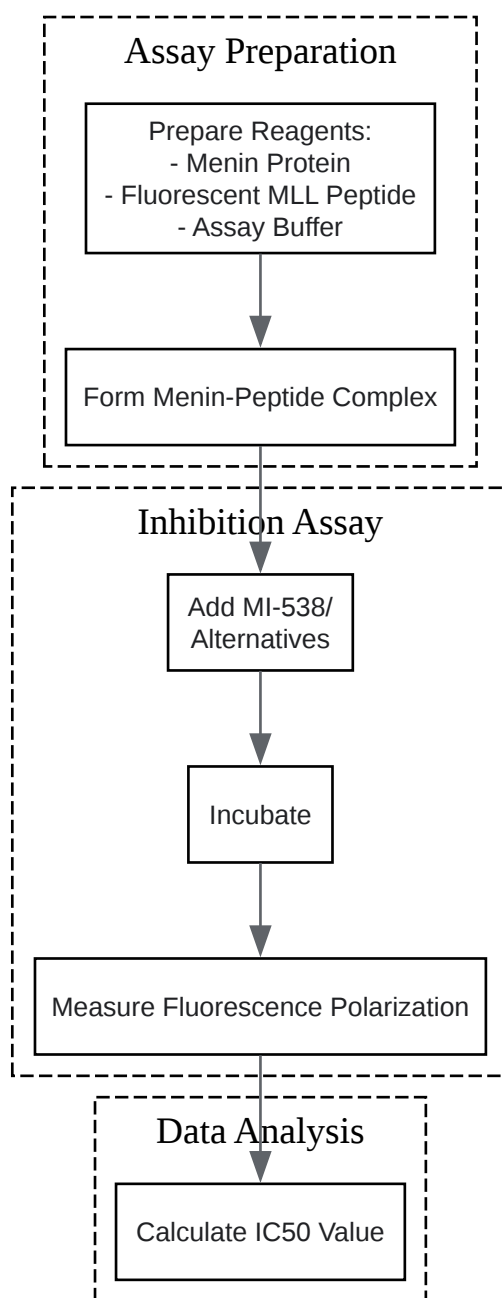 Assay Preparation
Prepare Reagents:
- Menin Protein
- Fluorescent MLL Peptide
- Assay Buffer
Form Menin-Peptide Complex
Inhibition Assay
Add MI-538/
Alternatives
Incubate
Measure Fluorescence Polarization
Data Analysis
Calculate IC50 Value